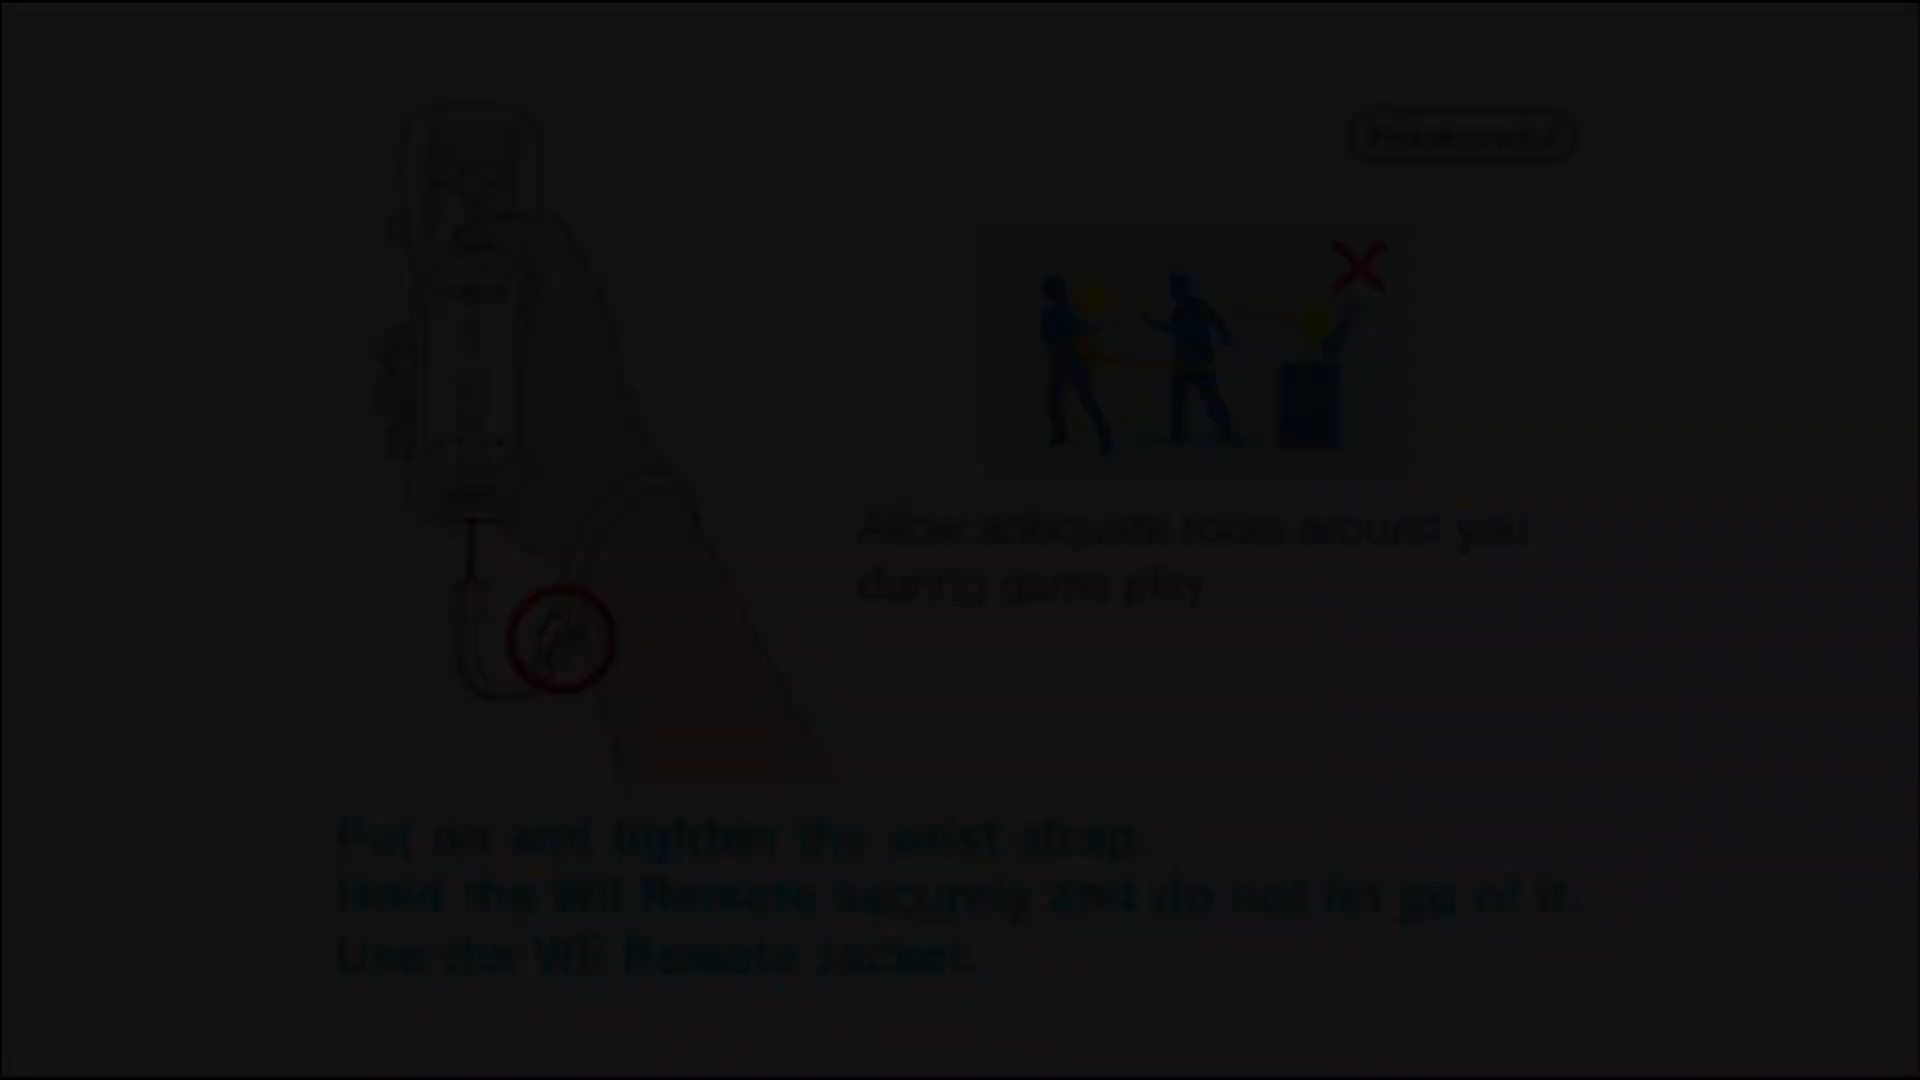 Allow adequate room around you
during game play.
Put on and tighten the wrist strap.
Hold the Wii Remote securely and do not let go of it.
Use the Wii Remote Jacket.